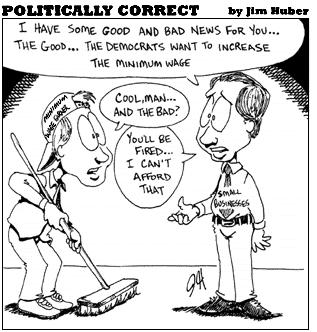 POLITICALLY CORRECT
by Jim Huber
I HAVE SOME GOOD AND BAD NEWS FOR YOU...
THE GOOD... THE DEMOCRATS WANT TO INCREASE
THE MINIMUM WAGE
COOL, MAN...
AND THE BAD?
YOU'LL BE
FIRED...
I CAN'T
AFFORD
THAT
MINIMUM
WAGE EARNER
SMALL
BUSINESSES